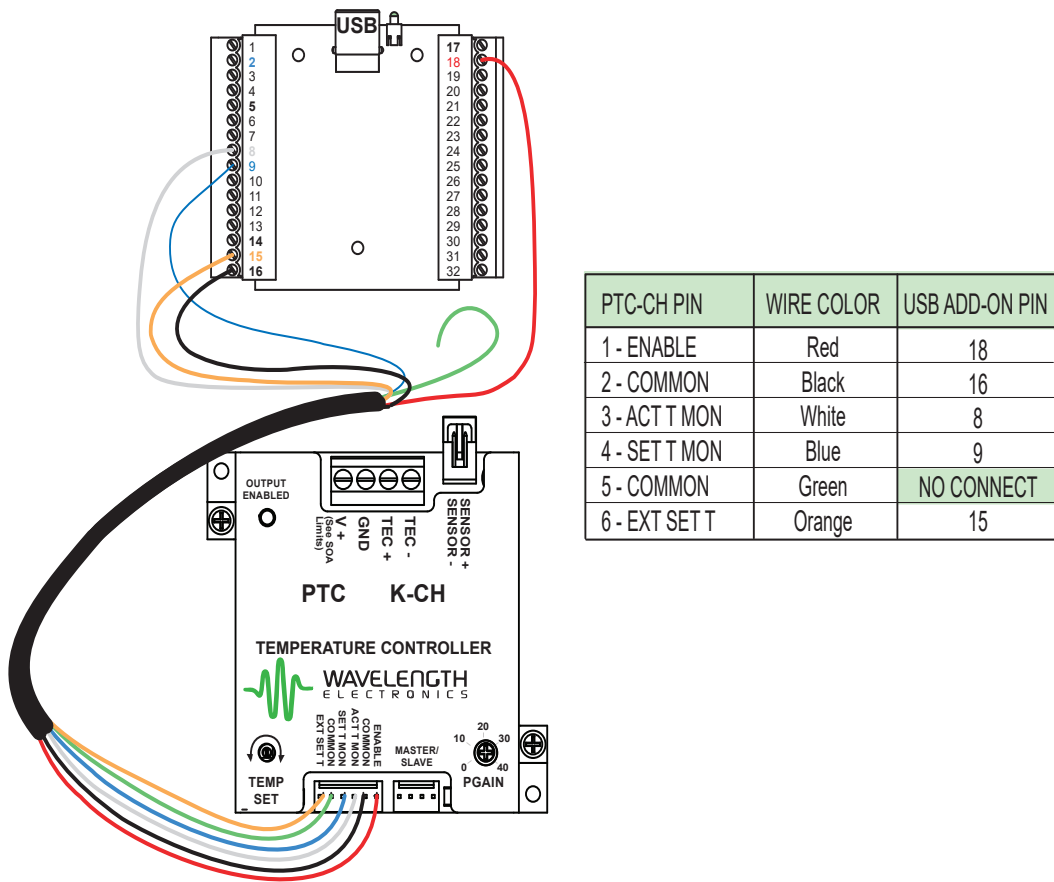 USB
1
2
3
4
5
6
7
8
9
10
11
12
13
14
15
16
17
18
19
20
21
22
23
24
25
26
27
28
29
30
31
32
PTC-CH PIN WIRE COLOR USB ADD-ON PIN
1 - ENABLE Red 18
2 - COMMON Black 16
3 - ACT T MON White 8
4 - SET T MON Blue 9
5 - COMMON Green NO CONNECT
6 - EXT SET T Orange 15
OUTPUT
ENABLED
V +
(See SOA
Limits)
GND
TEC +
TEC -
SENSOR +
SENSOR -
PTC K-CH
TEMPERATURE CONTROLLER
WAVELENGTH
ELECTRONICS
EXT SET T
COMMON
SET T MON
ACT T MON
COMMON
ENABLE
TEMP
SET
MASTER/
SLAVE
0
10
20
30
40
PGAIN